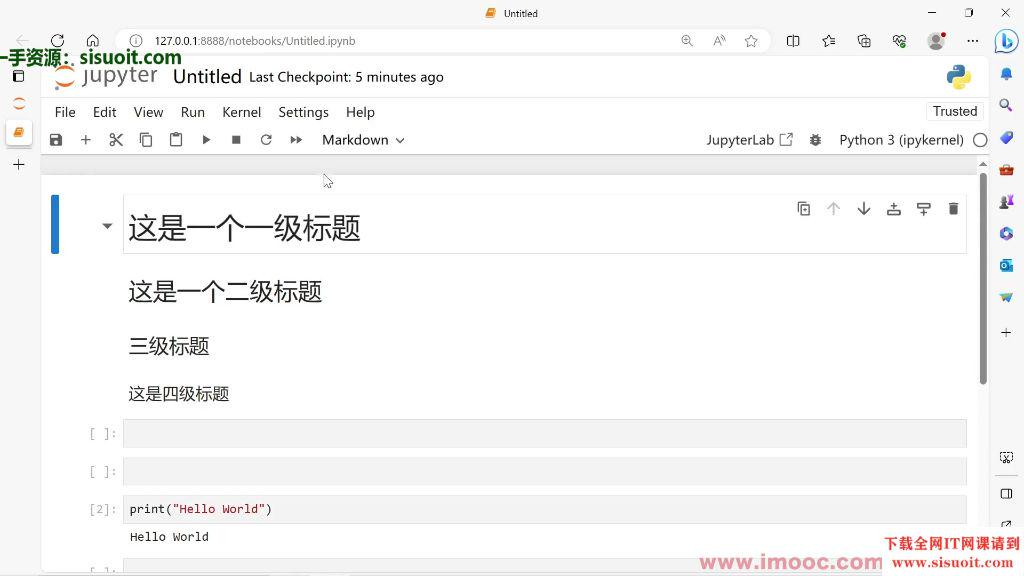 Untitled
127.0.0.1:8888/notebooks/Untitled.ipynb
一手资源: sisuoit.com
jupyter Untitled Last Checkpoint: 5 minutes ago
File Edit View Run Kernel Settings Help
Trusted
Markdown
JupyterLab
Python 3 (ipykernel)
这是一个一级标题
这是一个二级标题
三级标题
这是四级标题
[ ]:
[ ]:
[2]: print("Hello World")
Hello World
[ ]:
下载全网IT网课请到
www.imooc.com
www.sisuoit.com